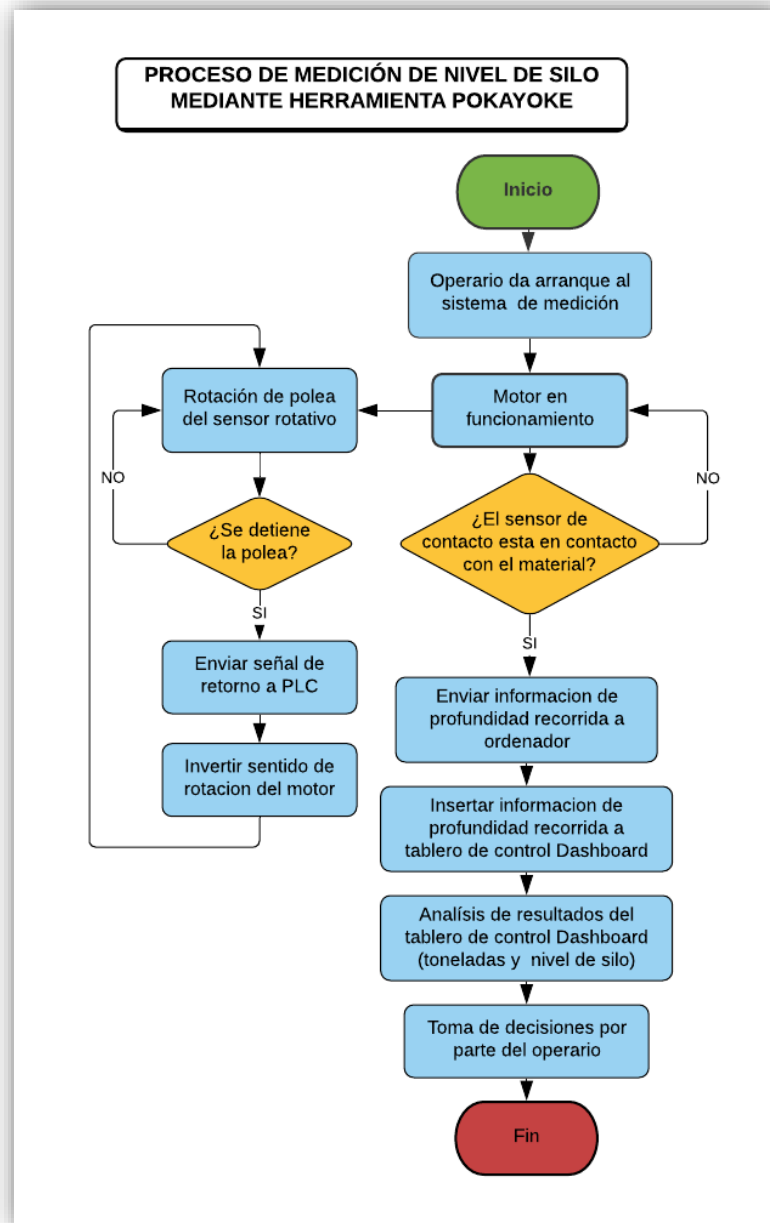 PROCESO DE MEDICIÓN DE NIVEL DE SILO
MEDIANTE HERRAMIENTA POKAYOKE
Inicio
Operario da arranque al
sistema de medición
Rotación de polea
del sensor rotativo
Motor en
funcionamiento
NO
NO
¿Se detiene
la polea?
¿El sensor de
contacto esta en contacto
con el material?
SI
SI
Enviar señal de
retorno a PLC
Enviar informacion de
profundidad recorrida a
ordenador
Invertir sentido de
rotacion del motor
Insertar informacion de
profundidad recorrida a
tablero de control Dashboard
Analísis de resultados del
tablero de control Dashboard
(toneladas y nivel de silo)
Toma de decisiones por
parte del operario
Fin